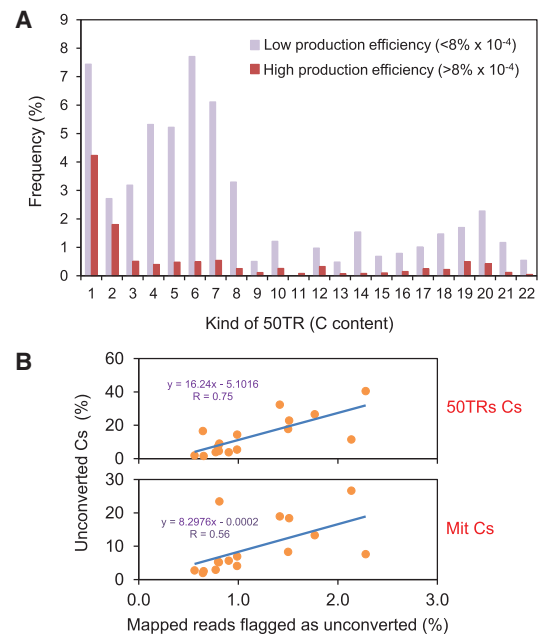 A
9
8
7
6
5
4
3
2
1
0
Frequency (%)
Low production efficiency (<8% x 10-4)
High production efficiency (>8% x 10-4)
1 2 3 4 5 6 7 8 9 10 11 12 13 14 15 16 17 18 19 20 21 22
Kind of 50TR (C content)
B
60
40
20
0
y = 16.24x - 5.1016
R = 0.75
50TRs Cs
Unconverted Cs (%)
30
20
10
0
y = 8.2976x - 0.0002
R = 0.56
Mit Cs
0.0 1.0 2.0 3.0
Mapped reads flagged as unconverted (%)